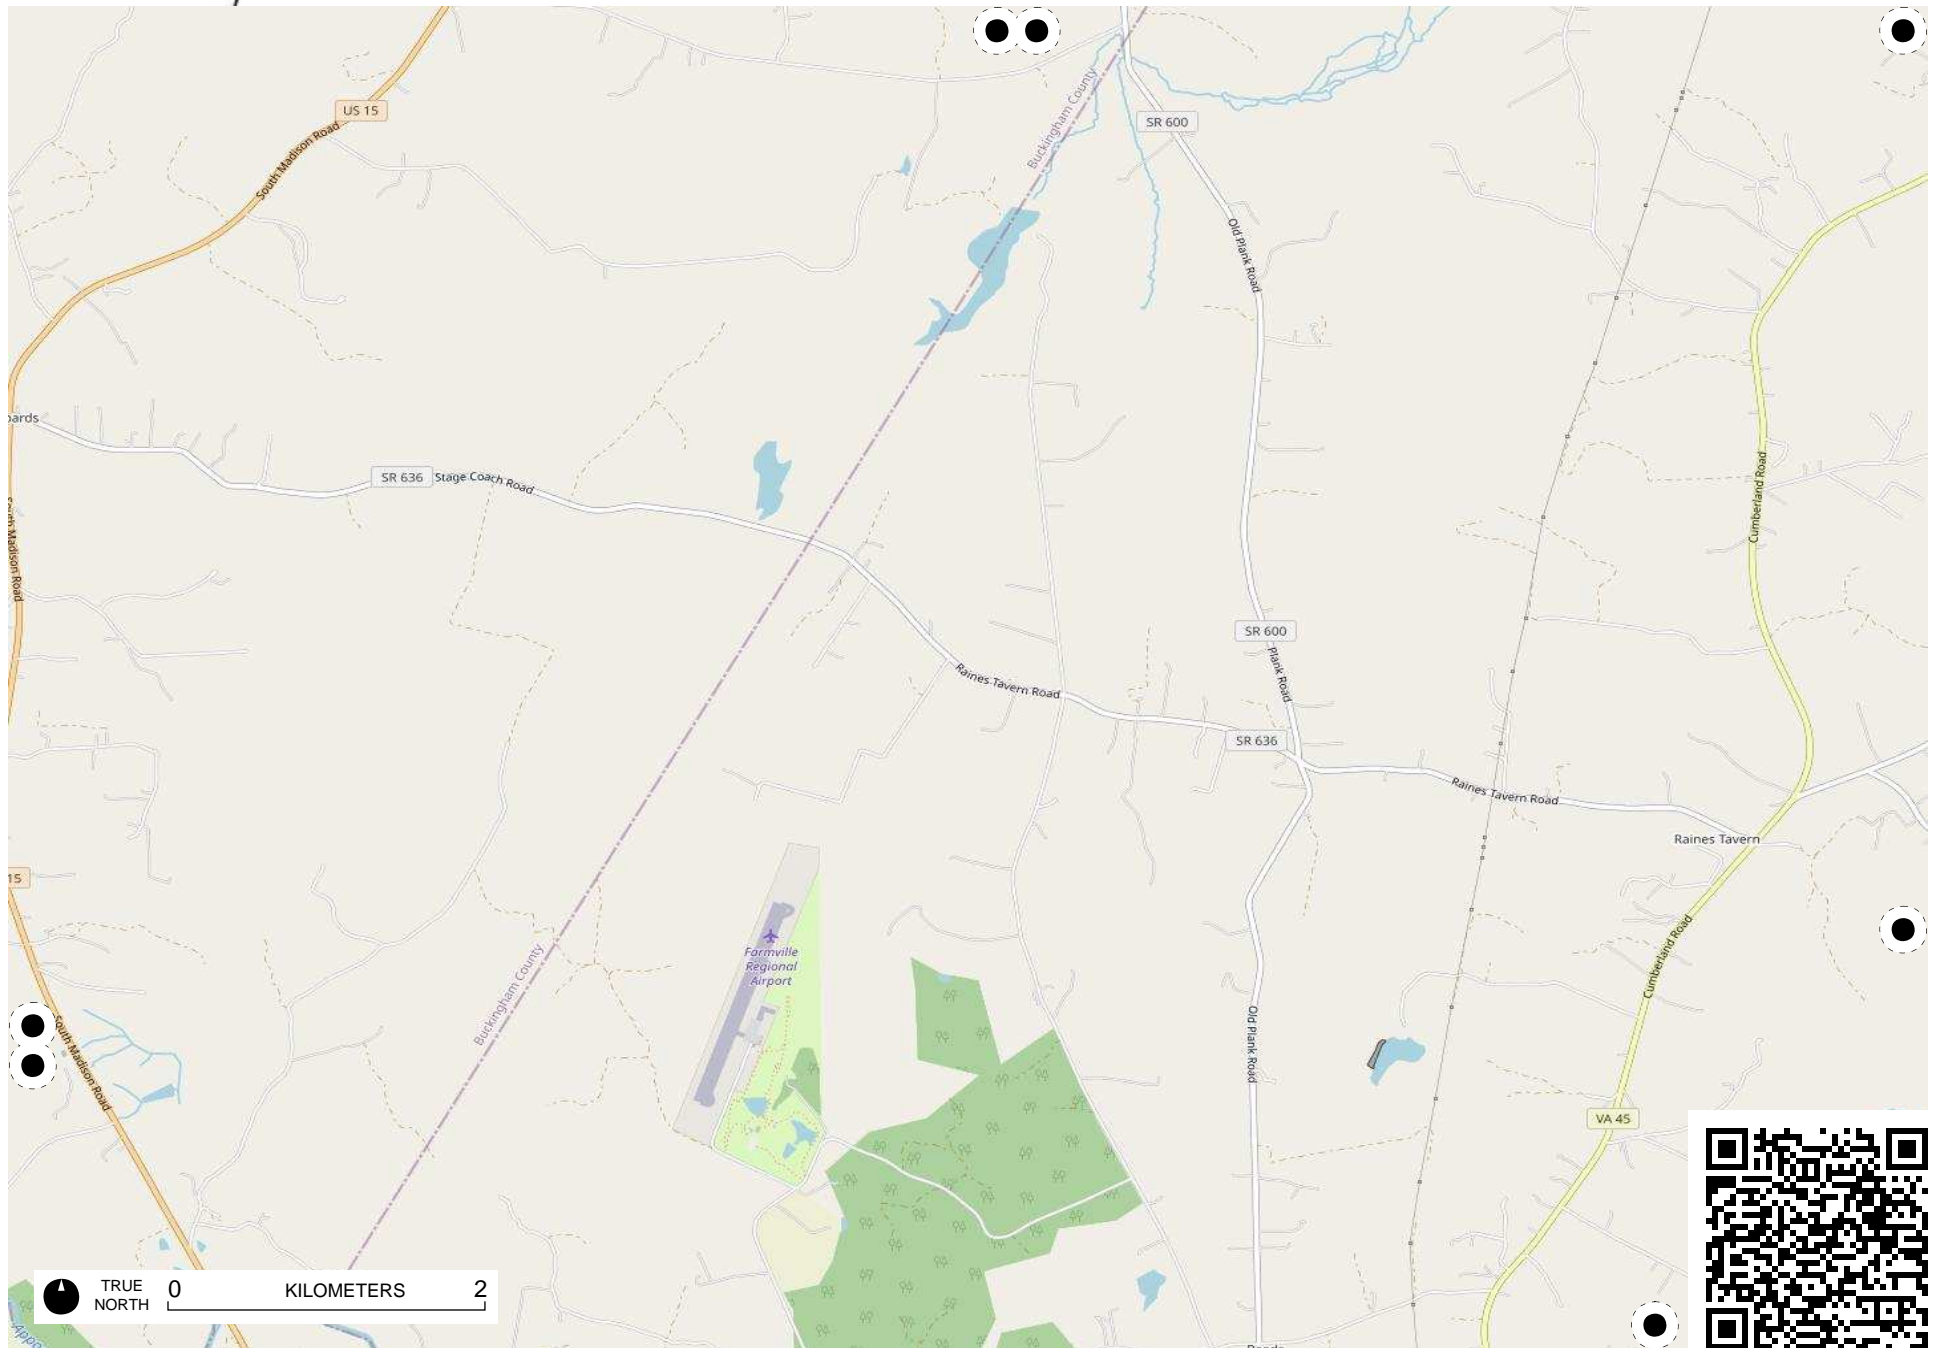 US 15
South Madison Road
Buckingham County
SR 600
Old Plank Road
SR 636
Stage Coach Road
South Madison Road
Cumberland Road
SR 600
Plank Road
Raines Tavern Road
SR 636
Raines Tavern Road
Raines Tavern
15
Farmville
Regional
Airport
Buckingham County
Cumberland Road
Old Plank Road
South Madison Road
VA 45
TRUE
NORTH
0
KILOMETERS
2